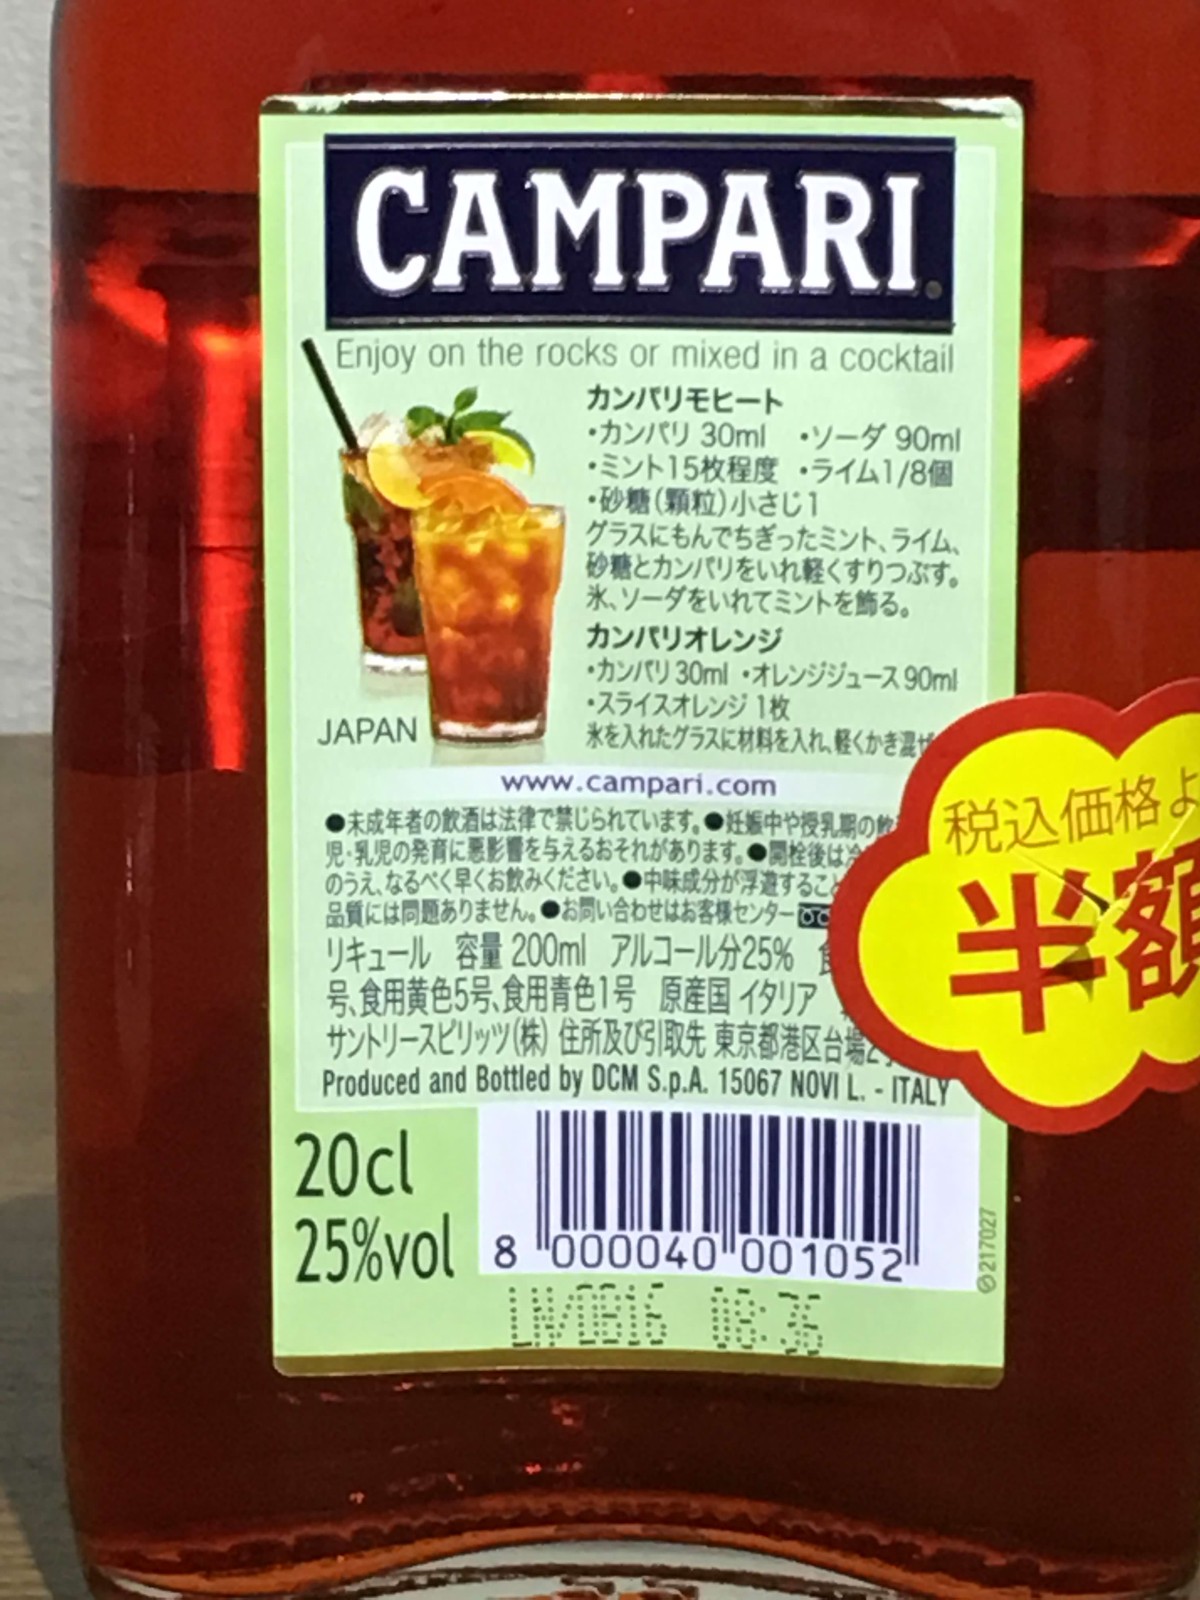 CAMPARI
Enjoy on the rocks or mixed in a cocktail
カンパリモヒート
・カンパリ 30ml ・ソーダ 90ml
・ミント15枚程度 ・ライム1/8個
・砂糖(顆粒)小さじ1
グラスにもんでちぎったミント、ライム、
砂糖とカンパリをいれ軽くすりつぶす。
氷、ソーダをいれてミントを飾る。
カンパリオレンジ
・カンパリ 30ml ・オレンジジュース 90ml
・スライスオレンジ 1枚
氷を入れたグラスに材料を入れ、軽くかき混ぜ
JAPAN
www.campari.com
●未成年者の飲酒は法律で禁じられています。●妊娠中や授乳期の飲
児・乳児の発育に悪影響を与えるおそれがあります。●開栓後は
のうえ、なるべく早くお飲みください。●中味成分が浮遊すること
品質には問題ありません。●お問い合わせはお客様センター
リキュール 容量 200ml アルコール分25% 食
号、食用黄色5号、食用青色1号 原産国 イタリア
サントリースピリッツ(株) 住所及び引取先 東京都港区台場2
Produced and Bottled by DCM S.p.A. 15067 NOVI L. - ITALY
税込価格よ
半額
20cl
25%vol
8 000040 001052
217027
08:36